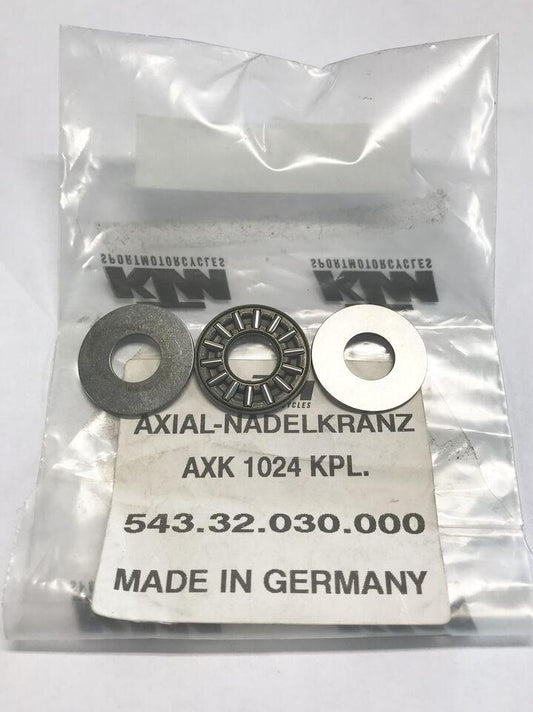 SPORTMOTORCYCLES
SPORTMOTORCYCLES
KTM
KTM
AXIAL-NADELKRANZ
AXK 1024 KPL.
543.32.030.000
MADE IN GERMANY